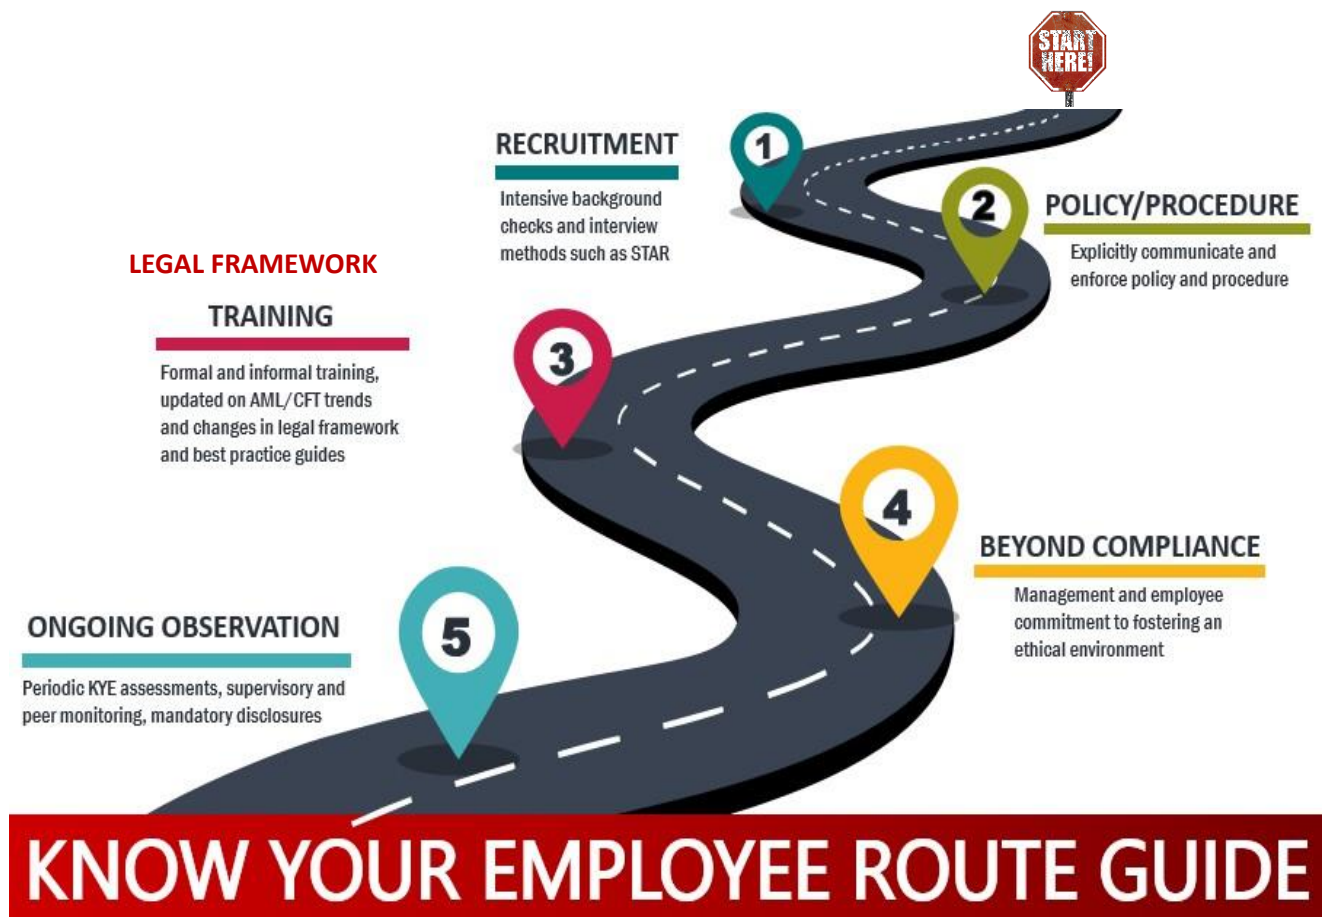 START
HERE!
1
RECRUITMENT
Intensive background
checks and interview
methods such as STAR
2
POLICY/PROCEDURE
Explicitly communicate and
enforce policy and procedure
LEGAL FRAMEWORK
3
TRAINING
Formal and informal training,
updated on AML/CFT trends
and changes in legal framework
and best practice guides
4
BEYOND COMPLIANCE
Management and employee
commitment to fostering an
ethical environment
5
ONGOING OBSERVATION
Periodic KYE assessments, supervisory and
peer monitoring, mandatory disclosures
KNOW YOUR EMPLOYEE ROUTE GUIDE